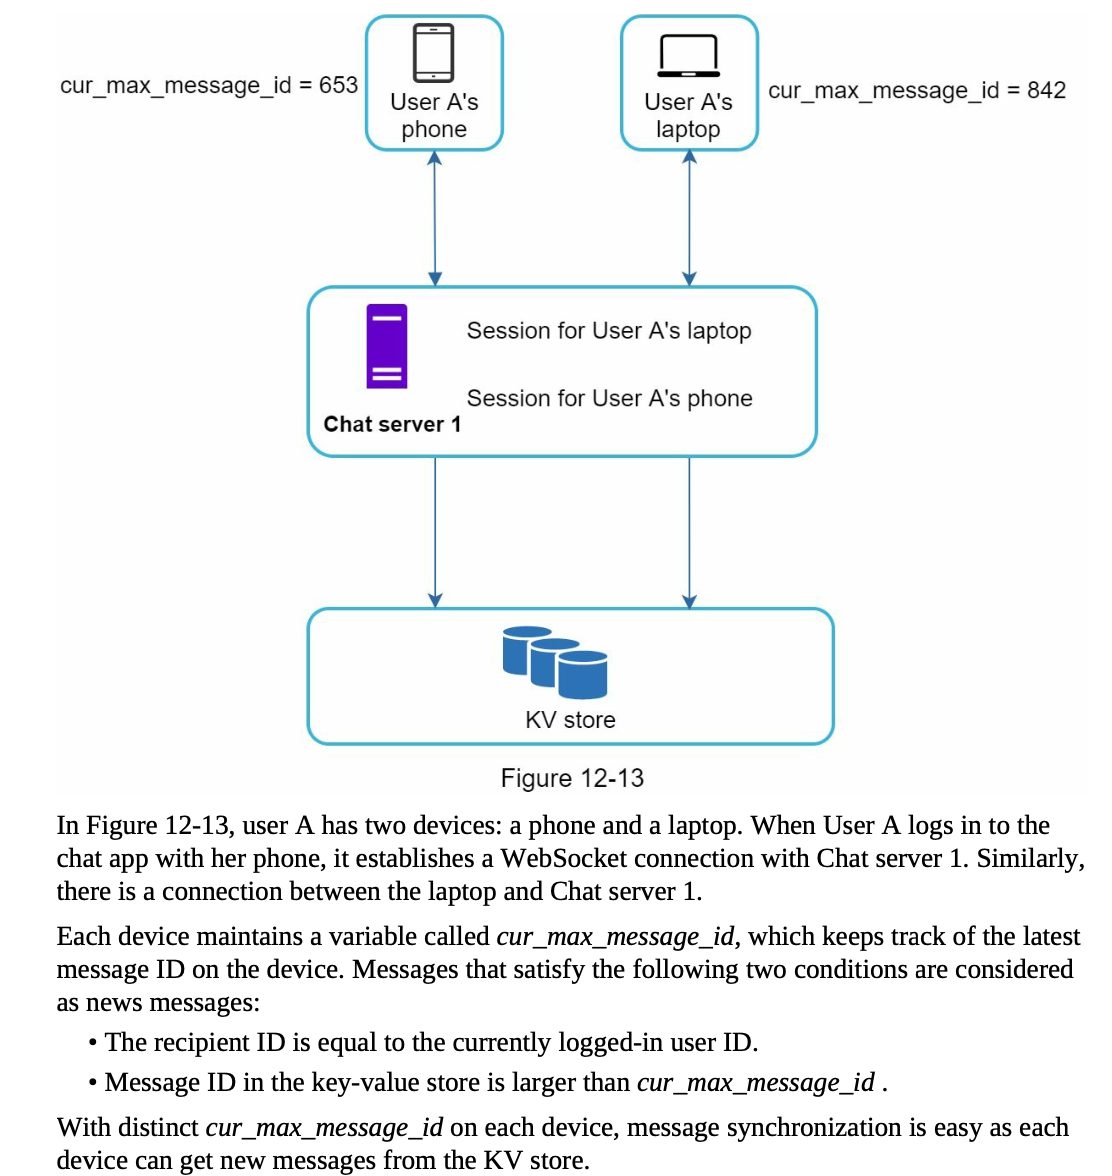 cur_max_message_id = 653
User A's
phone
User A's
laptop
cur_max_message_id = 842
Session for User A's laptop
Session for User A's phone
Chat server 1
KV store
Figure 12-13
In Figure 12-13, user A has two devices: a phone and a laptop. When User A logs in to the
chat app with her phone, it establishes a WebSocket connection with Chat server 1. Similarly,
there is a connection between the laptop and Chat server 1.
Each device maintains a variable called cur_max_message_id, which keeps track of the latest
message ID on the device. Messages that satisfy the following two conditions are considered
as news messages:
• The recipient ID is equal to the currently logged-in user ID.
• Message ID in the key-value store is larger than cur_max_message_id .
With distinct cur_max_message_id on each device, message synchronization is easy as each
device can get new messages from the KV store.